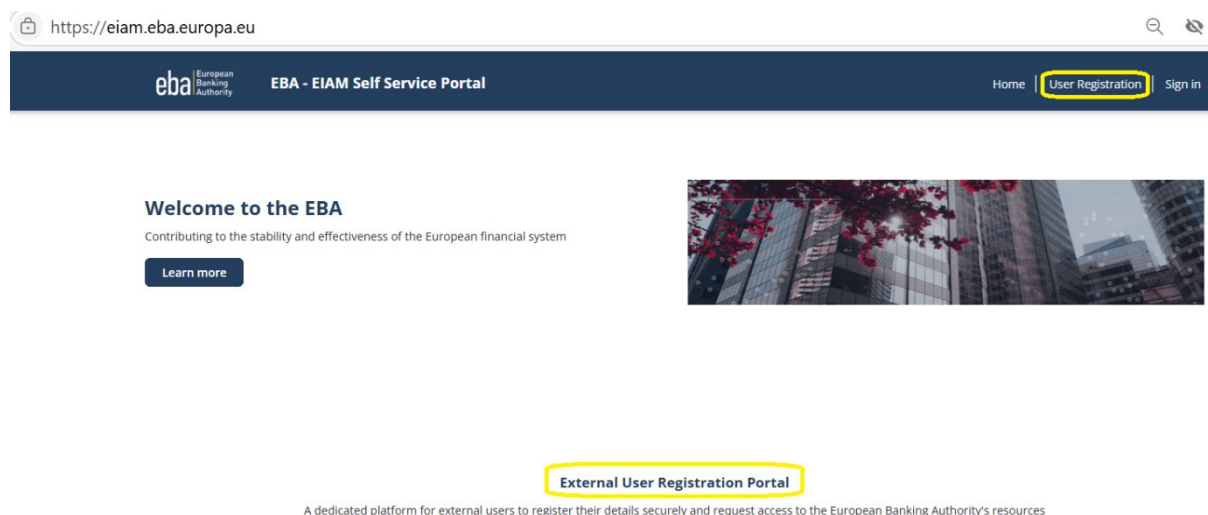 https://eiam.eba.europa.eu
eba European Banking Authority EBA - EIAM Self Service Portal Home | User Registration | Sign in
Welcome to the EBA
Contributing to the stability and effectiveness of the European financial system
Learn more
External User Registration Portal
A dedicated platform for external users to register their details securely and request access to the European Banking Authority's resources